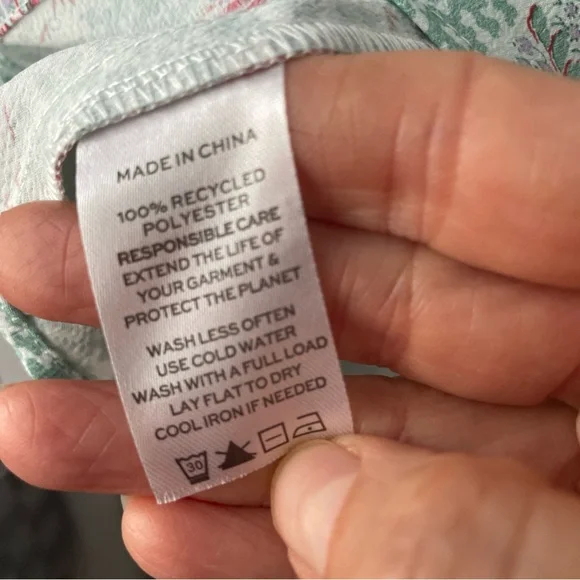 MADE IN CHINA
100% RECYCLED
POLYESTER
RESPONSIBLE CARE
EXTEND THE LIFE OF
YOUR GARMENT &
PROTECT THE PLANET
WASH LESS OFTEN
USE COLD WATER
WASH WITH A FULL LOAD
LAY FLAT TO DRY
COOL IRON IF NEEDED
30